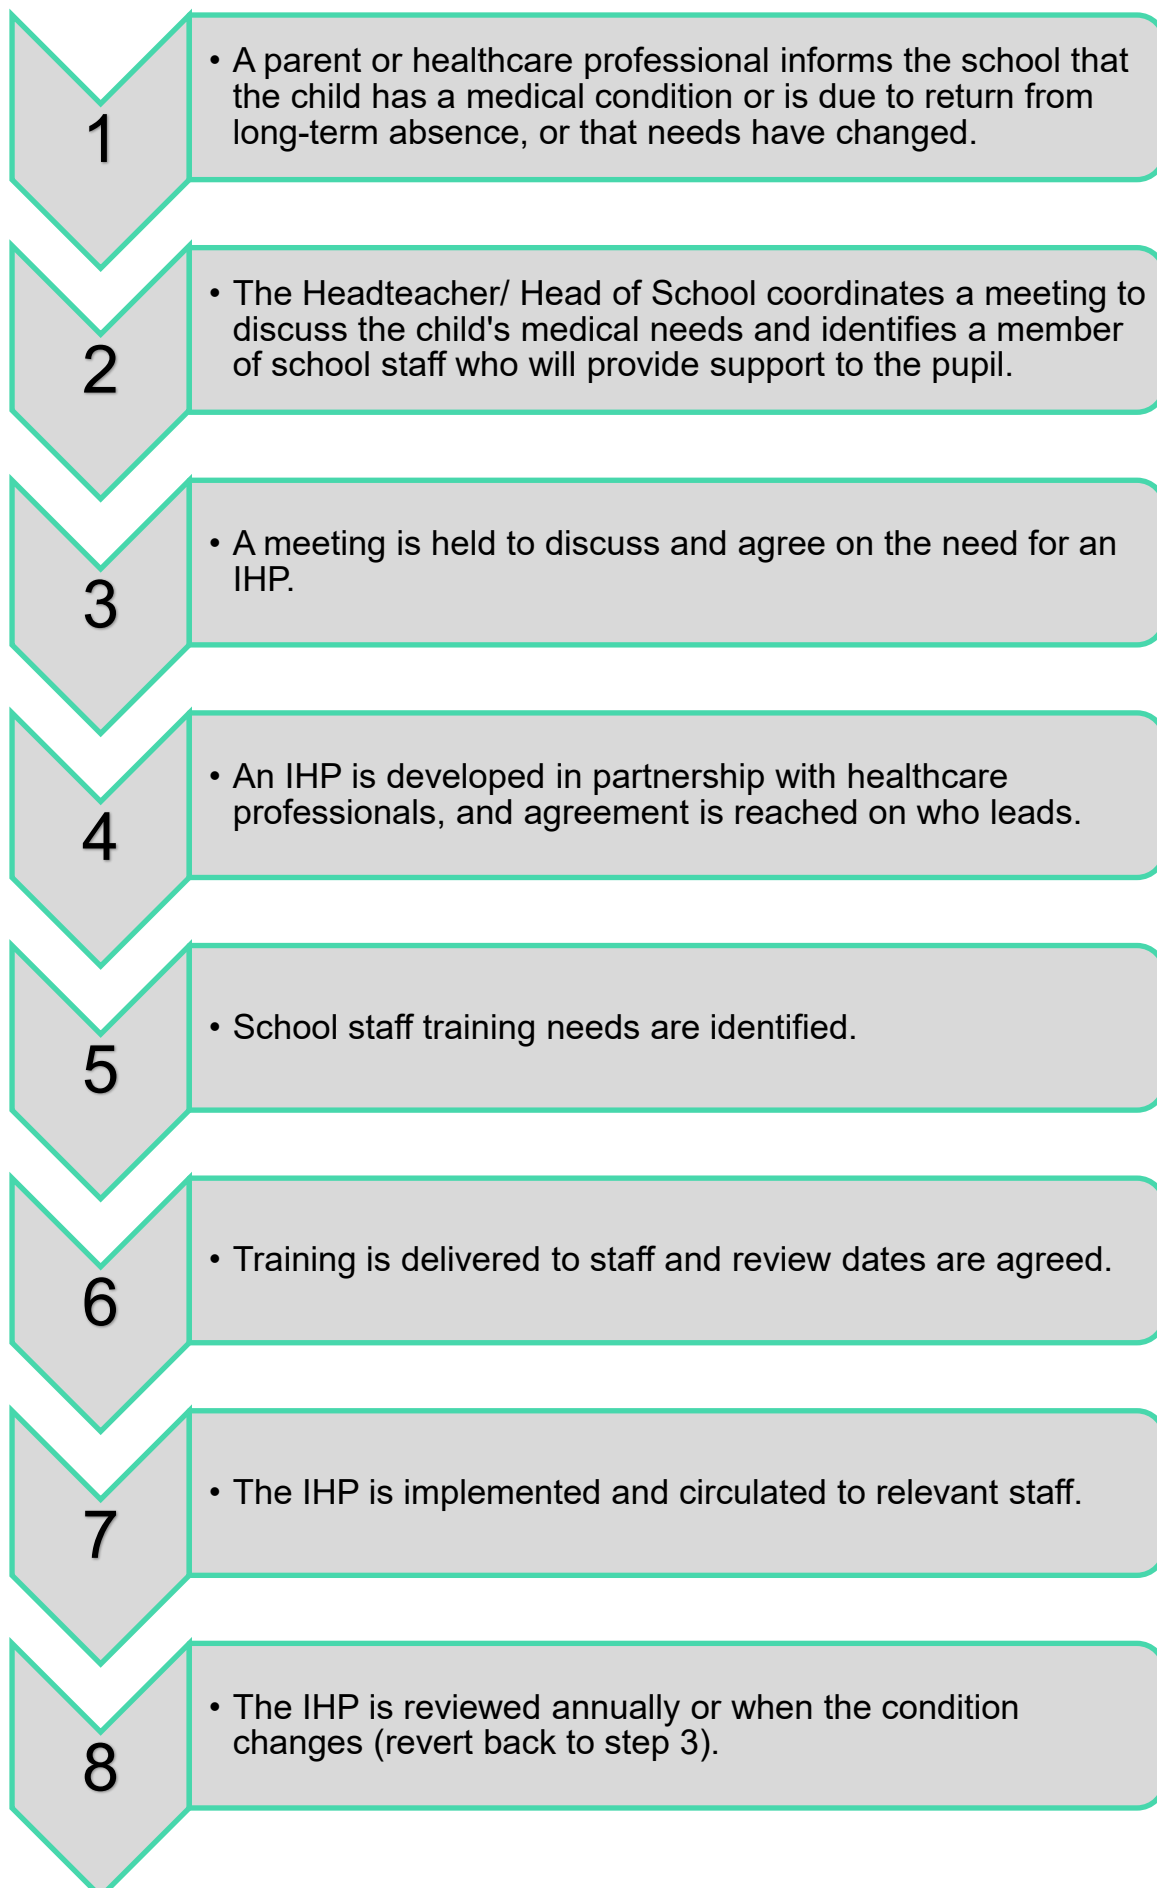 1
• A parent or healthcare professional informs the school that
the child has a medical condition or is due to return from
long-term absence, or that needs have changed.
2
• The Headteacher/ Head of School coordinates a meeting to
discuss the child's medical needs and identifies a member
of school staff who will provide support to the pupil.
3
• A meeting is held to discuss and agree on the need for an
IHP.
4
• An IHP is developed in partnership with healthcare
professionals, and agreement is reached on who leads.
5
• School staff training needs are identified.
6
• Training is delivered to staff and review dates are agreed.
7
• The IHP is implemented and circulated to relevant staff.
8
• The IHP is reviewed annually or when the condition
changes (revert back to step 3).